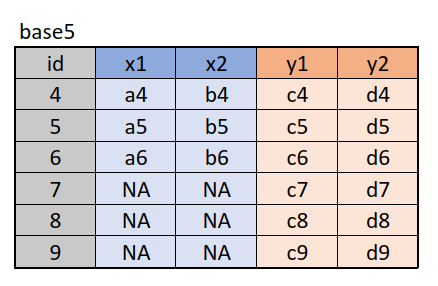 base5
id x1 x2 y1 y2
4 a4 b4 c4 d4
5 a5 b5 c5 d5
6 a6 b6 c6 d6
7 NA NA c7 d7
8 NA NA c8 d8
9 NA NA c9 d9